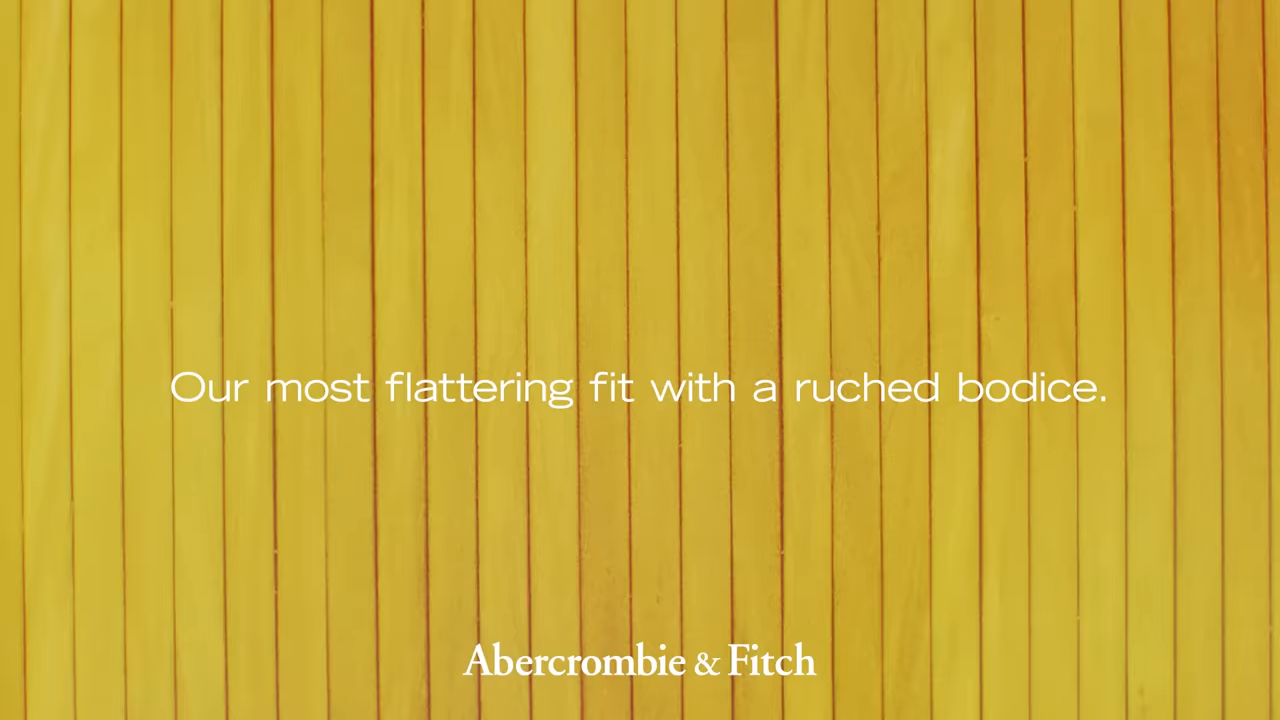 Our most flattering fit with a ruched bodice.
Abercrombie & Fitch